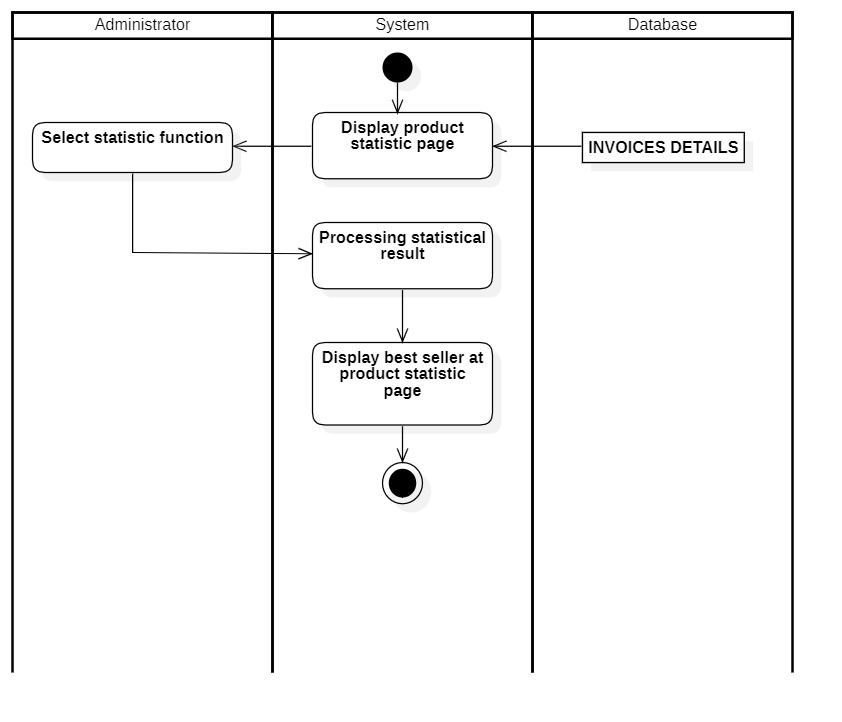 Administrator
System
Database
Display product
statistic page
Select statistic function
INVOICES DETAILS
Processing statistical
result
Display best seller at
product statistic
page